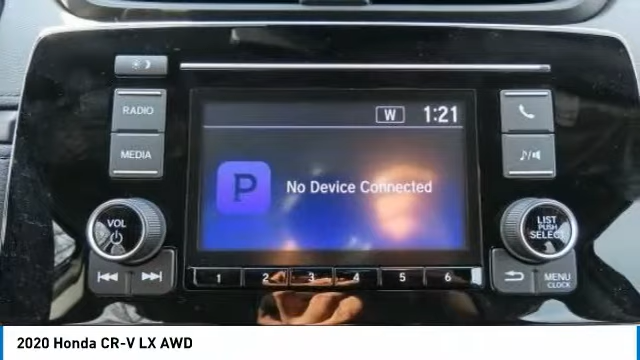 RADIO
MEDIA
W 1:21
P
No Device Connected
VOL
LIST
PUSH
SELECT
1 2 3 4 5 6
MENU
CLOCK
2020 Honda CR-V LX AWD